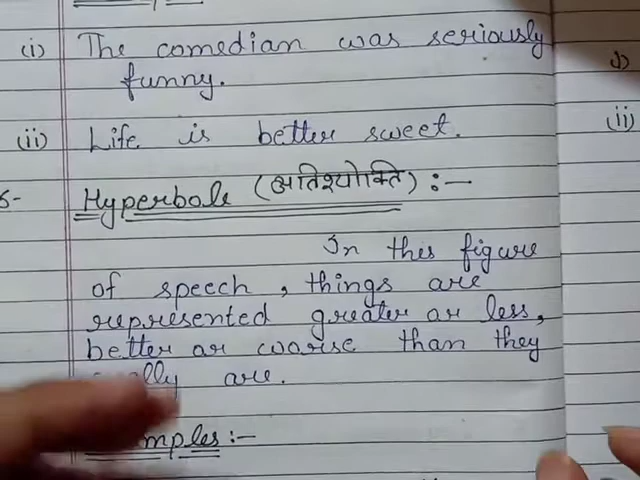 (i) The comedian was seriously
funny.
(ii) Life is better sweet.
Hyperbole (अतिश्योक्ति) :-
In this figure
of speech, things are
represented greater or less,
better or worse than they
are.
:-
i)
(ii)